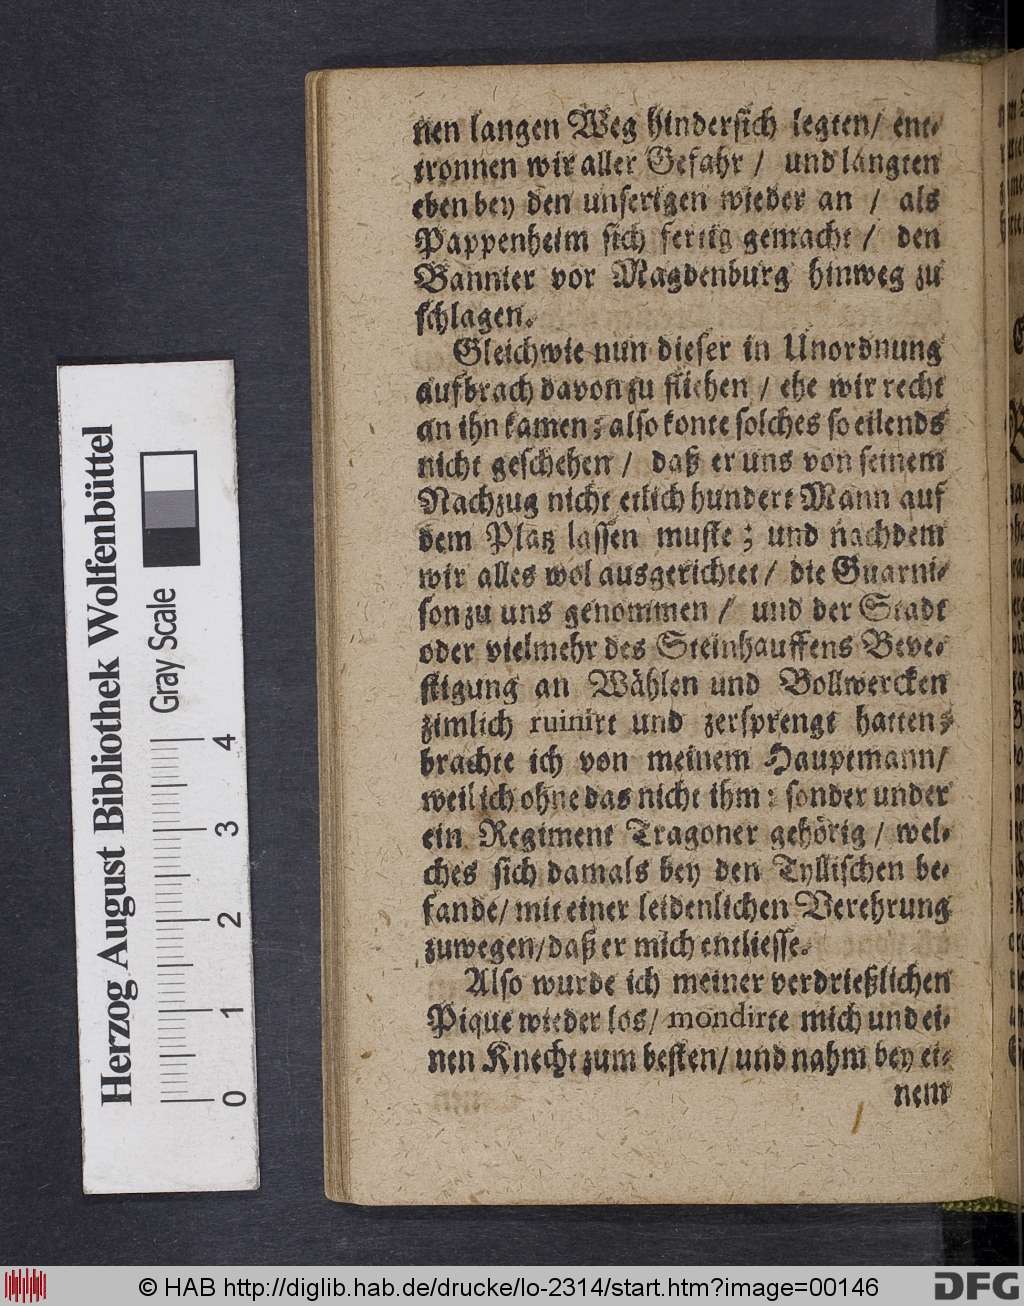 nen langen Weg hindersich legten/ ent-
tronnen wir aller Gefahr / und langten
eben bey den unserigen wieder an / als
Pappenheim sich fertig gemacht / den
Bannier vor Magdenburg hinweg zu
schlagen.
Gleichwie nun dieser in Unordnung
aufbrach davon zu fliehen / ehe wir recht
an ihn kamen; also konte solches so eilends
nicht geschehen / daß er uns von seinem
Nachzug nicht etlich hundert Mann auf
dem Platz lassen muste; und nachdem
wir alles wol ausgerichtet / die Guarni-
son zu uns genommen / und der Stadt
oder vielmehr des Steinhauffens Beve-
stigung an Wählen und Bollwercken
zimlich ruinirt und zersprengt hatten;
brachte ich von meinem Hauptmann/
weil ich ohne das nicht ihm: sonder under
ein Regiment Tragoner gehörig / wel-
ches sich damals bey den Tyllischen be-
fande/ mit einer leidenlichen Verehrung
zuwegen/daß er mich entliesse.
Also wurde ich meiner verdrießlichen
Pique wieder los/ mondirte mich und ei-
nen Knecht zum besten/ und nahm bey ei-
nem
Herzog August Bibliothek Wolfenbüttel
Gray Scale
0 1 2 3 4
© HAB http://diglib.hab.de/drucke/lo-2314/start.htm?image=00146
DFG